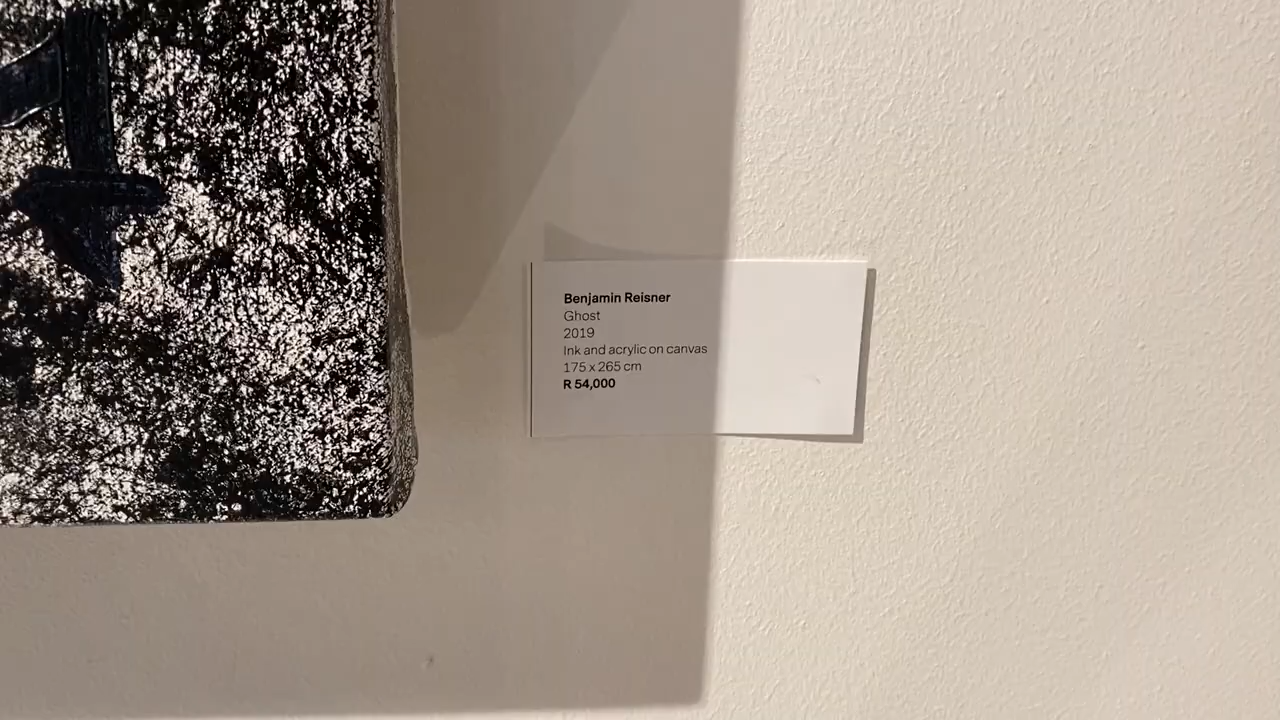 Benjamin Reisner
Ghost
2019
Ink and acrylic on canvas
175 x 265 cm
R 54,000